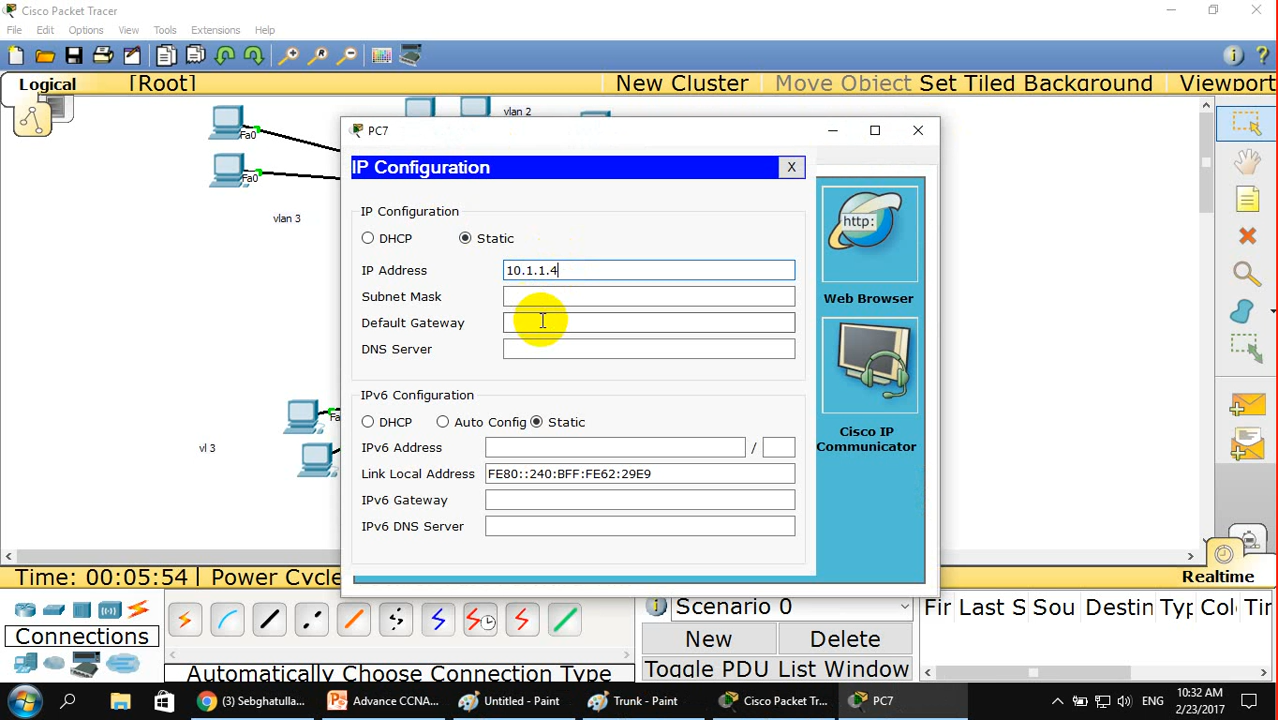 Cisco Packet Tracer
File Edit Options View Tools Extensions Help
Logical [Root] New Cluster Move Object Set Tiled Background Viewport
vlan 2
Fa0
Fa0
vlan 3
vl 3
PC7
IP Configuration X
IP Configuration
DHCP Static
IP Address 10.1.1.4
Subnet Mask
Default Gateway
DNS Server
IPv6 Configuration
DHCP Auto Config Static
IPv6 Address /
Link Local Address FE80::240:BFF:FE62:29E9
IPv6 Gateway
IPv6 DNS Server
http:
Web Browser
Cisco IP
Communicator
Time: 00:05:54 Power Cycle
Realtime
Connections
Automatically Choose Connection Type
Scenario 0
New Delete
Toggle PDU List Window
Fir Last S Sou Destin Typ Col Tim
(3) Sebghatulla... Advance CCNA... Untitled - Paint Trunk - Paint Cisco Packet Tr... PC7
ENG
10:32 AM
2/23/2017